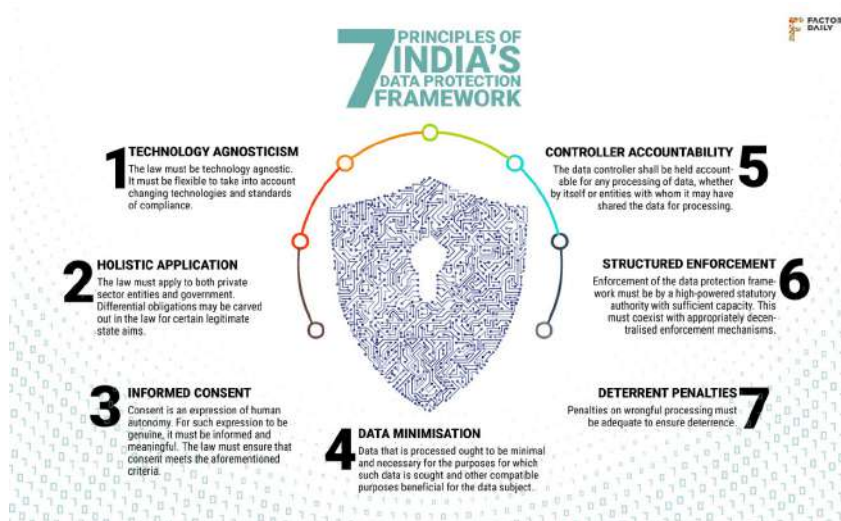 FACTOR
DAILY
7 PRINCIPLES OF
INDIA'S
DATA PROTECTION
FRAMEWORK
1 TECHNOLOGY AGNOSTICISM
The law must be technology agnostic.
It must be flexible to take into account
changing technologies and standards
of compliance.
2 HOLISTIC APPLICATION
The law must apply to both private
sector entities and government.
Differential obligations may be carved
out in the law for certain legitimate
state aims.
3 INFORMED CONSENT
Consent is an expression of human
autonomy. For such expression to be
genuine, it must be informed and
meaningful. The law must ensure that
consent meets the aforementioned
criteria.
4 DATA MINIMISATION
Data that is processed ought to be minimal
and necessary for the purposes for which
such data is sought and other compatible
purposes beneficial for the data subject.
CONTROLLER ACCOUNTABILITY 5
The data controller shall be held account-
able for any processing of data, whether
by itself or entities with whom it may have
shared the data for processing.
STRUCTURED ENFORCEMENT 6
Enforcement of the data protection frame-
work must be by a high-powered statutory
authority with sufficient capacity. This
must coexist with appropriately decen-
tralised enforcement mechanisms.
DETERRENT PENALTIES 7
Penalties on wrongful processing must
be adequate to ensure deterrence.